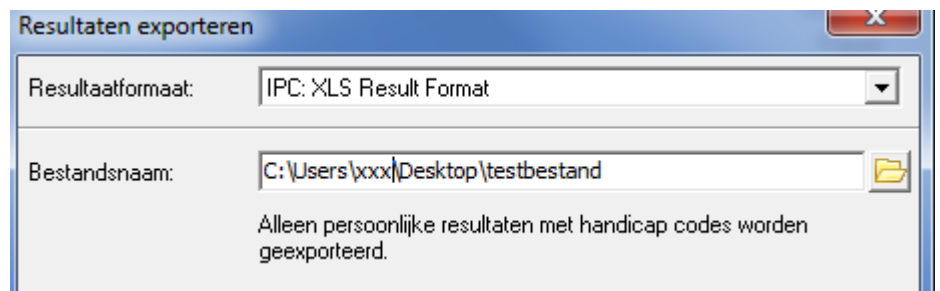 Resultaten exporteren
Resultaatformaat: IPC: XLS Result Format
Bestandsnaam: C:\Users\xxx\Desktop\testbestand
Alleen persoonlijke resultaten met handicap codes worden
geexporteerd.